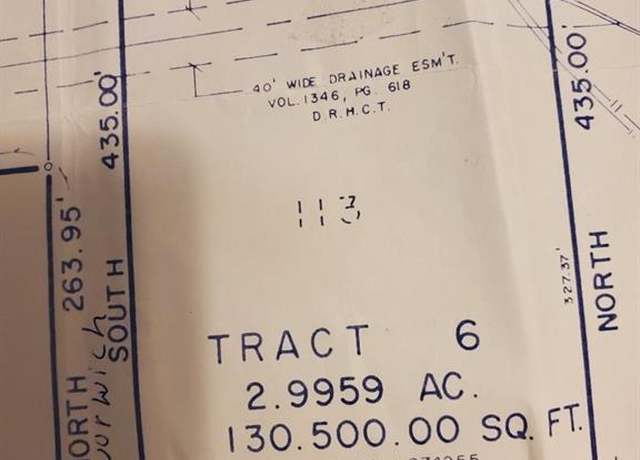 40' WIDE DRAINAGE ESM'T.
VOL. 1346, PG. 618
D.R.H.C.T.
435.00'
SOUTH
435.00'
NORTH
327.37'
263.95'
113
TRACT 6
2.9959 AC.
130.500.00 SQ. FT.